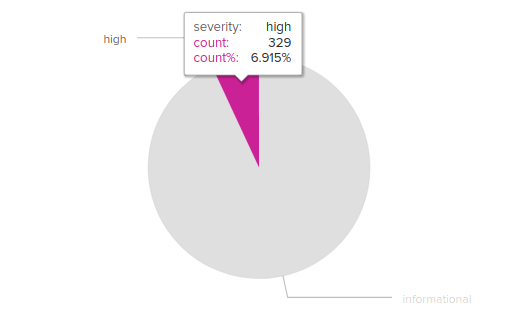 high
severity: high
count: 329
count%: 6.915%
informational